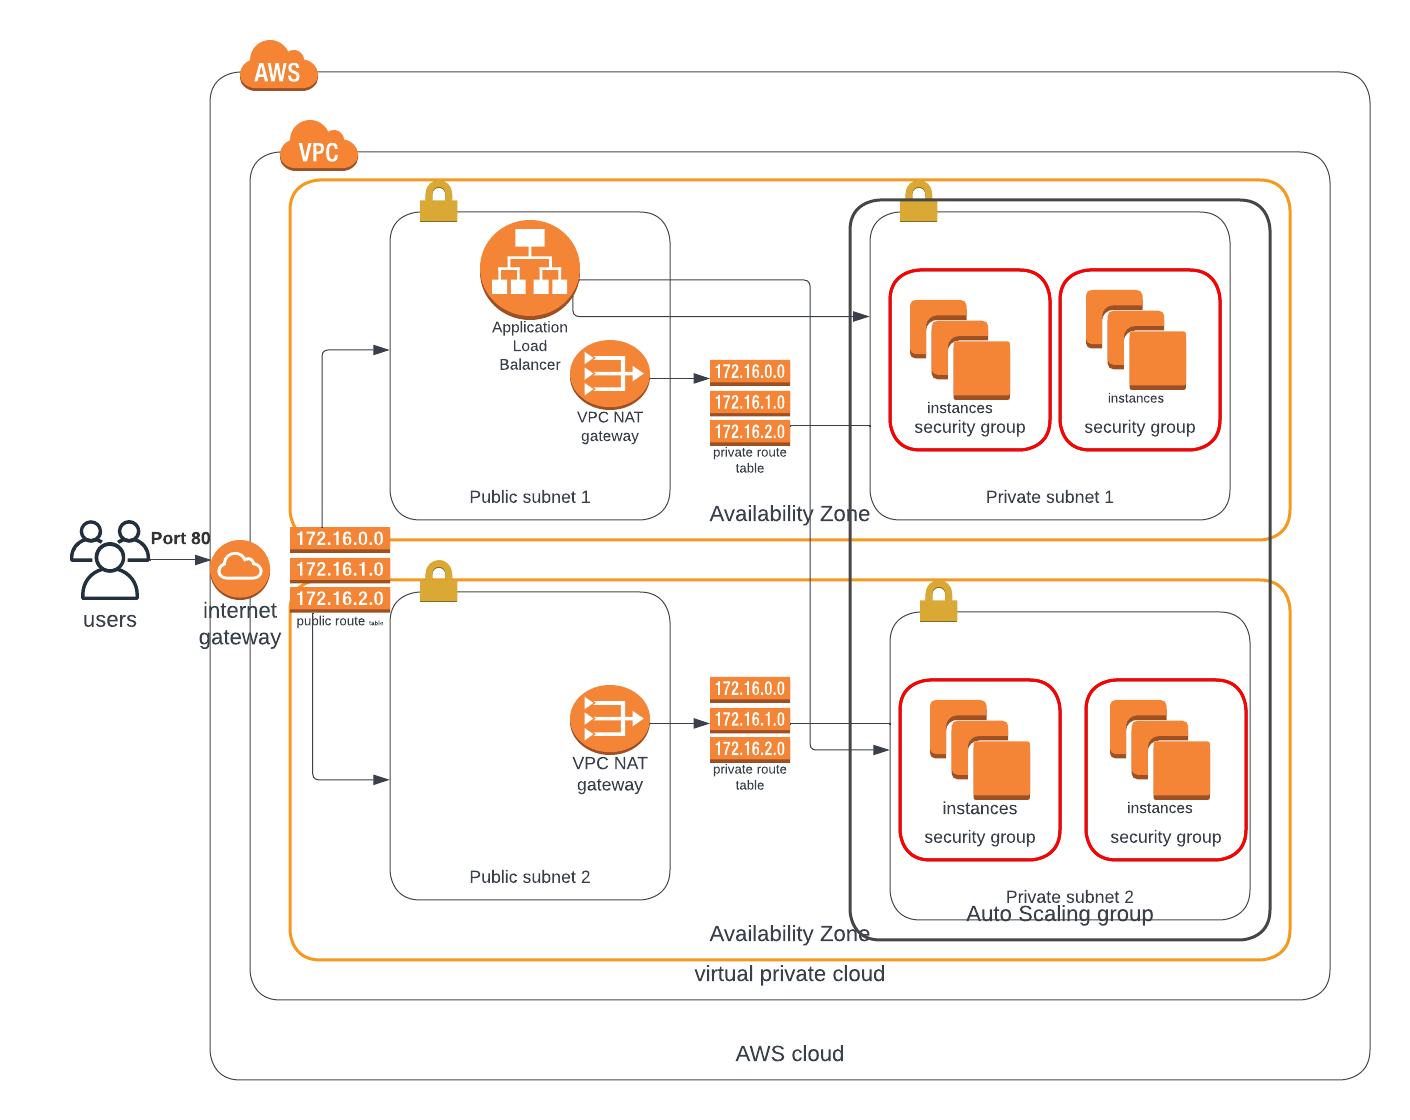 AWS
VPC
Application
Load
Balancer
VPC NAT
gateway
172.16.0.0
172.16.1.0
172.16.2.0
private route
table
Public subnet 1
instances
security group
instances
security group
Private subnet 1
Availability Zone
Port 80
users
internet
gateway
172.16.0.0
172.16.1.0
172.16.2.0
public route table
VPC NAT
gateway
172.16.0.0
172.16.1.0
172.16.2.0
private route
table
Public subnet 2
instances
security group
instances
security group
Private subnet 2
Auto Scaling group
Availability Zone
virtual private cloud
AWS cloud